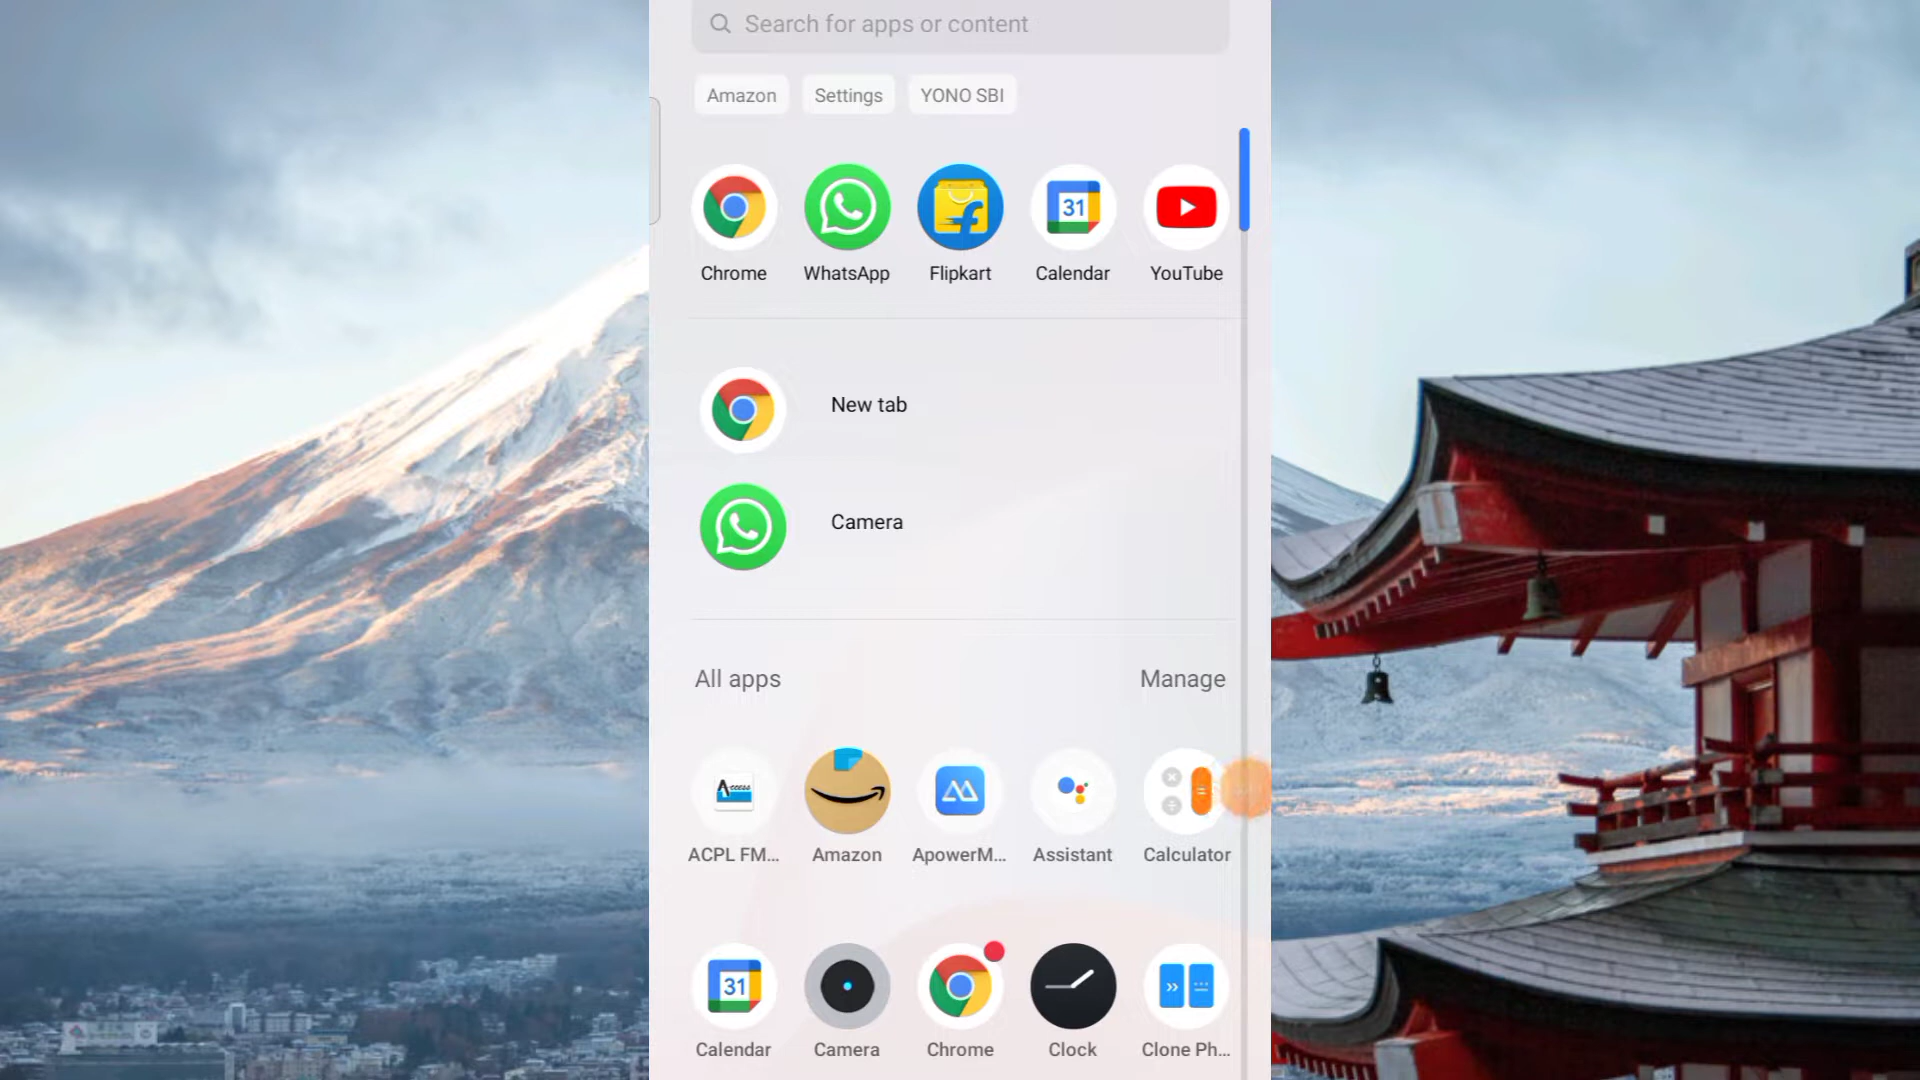 Search for apps or content
Amazon Settings YONO SBI
31
Chrome WhatsApp Flipkart Calendar YouTube
New tab
Camera
All apps Manage
Access
ACPL FM... Amazon ApowerM... Assistant Calculator
31
Calendar Camera Chrome Clock Clone Ph...